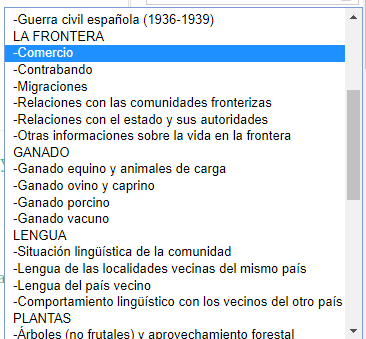 -Guerra civil española (1936-1939)
LA FRONTERA
-Comercio
-Contrabando
-Migraciones
-Relaciones con las comunidades fronterizas
-Relaciones con el estado y sus autoridades
-Otras informaciones sobre la vida en la frontera
GANADO
-Ganado equino y animales de carga
-Ganado ovino y caprino
-Ganado porcino
-Ganado vacuno
LENGUA
-Situación lingüística de la comunidad
-Lengua de las localidades vecinas del mismo país
-Lengua del país vecino
-Comportamiento lingüístico con los vecinos del otro país
PLANTAS
-Árboles (no frutales) y aprovechamiento forestal